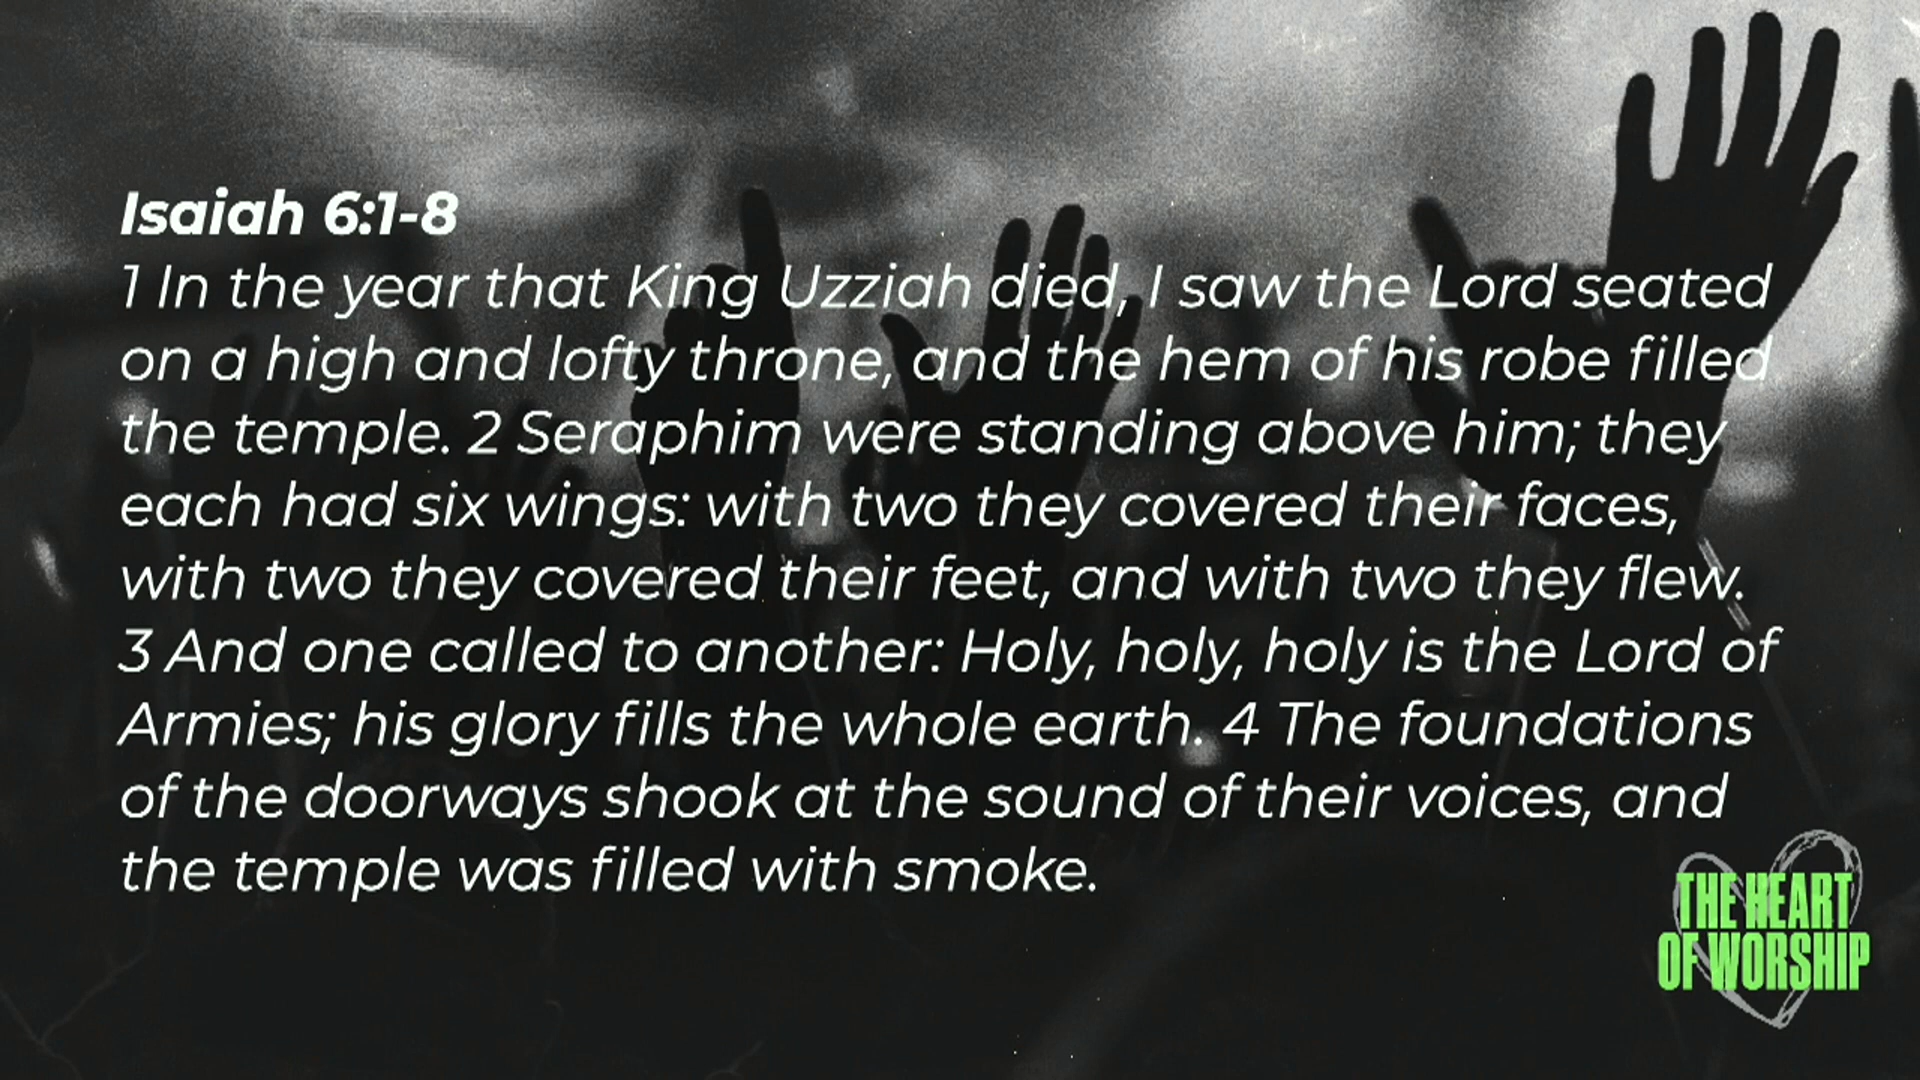 Isaiah 6:1-8
1 In the year that King Uzziah died, I saw the Lord seated
on a high and lofty throne, and the hem of his robe filled
the temple. 2 Seraphim were standing above him; they
each had six wings: with two they covered their faces,
with two they covered their feet, and with two they flew.
3 And one called to another: Holy, holy, holy is the Lord of
Armies; his glory fills the whole earth. 4 The foundations
of the doorways shook at the sound of their voices, and
the temple was filled with smoke.
THE HEART
OF WORSHIP